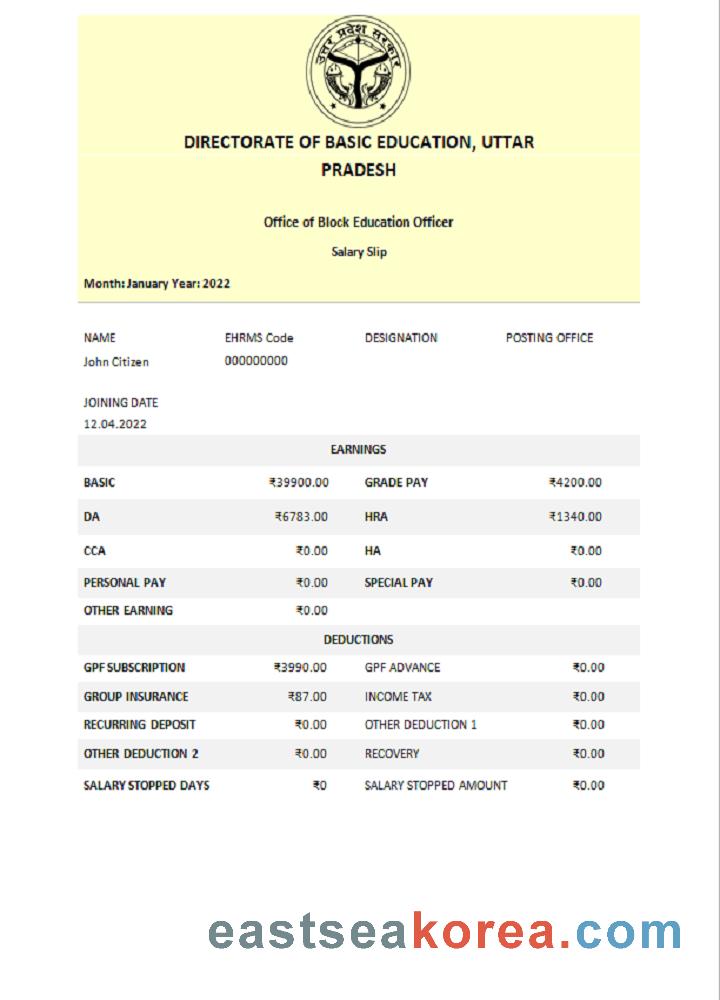 उत्तर प्रदेश सरकार
DIRECTORATE OF BASIC EDUCATION, UTTAR
PRADESH
Office of Block Education Officer
Salary Slip
Month: January Year: 2022
NAME EHRMS Code DESIGNATION POSTING OFFICE
John Citizen 000000000
JOINING DATE
12.04.2022
EARNINGS
BASIC ₹39900.00 GRADE PAY ₹4200.00
DA ₹6783.00 HRA ₹1340.00
CCA ₹0.00 HA ₹0.00
PERSONAL PAY ₹0.00 SPECIAL PAY ₹0.00
OTHER EARNING ₹0.00
DEDUCTIONS
GPF SUBSCRIPTION ₹3990.00 GPF ADVANCE ₹0.00
GROUP INSURANCE ₹87.00 INCOME TAX ₹0.00
RECURRING DEPOSIT ₹0.00 OTHER DEDUCTION 1 ₹0.00
OTHER DEDUCTION 2 ₹0.00 RECOVERY ₹0.00
SALARY STOPPED DAYS ₹0 SALARY STOPPED AMOUNT ₹0.00
eastseakorea.com